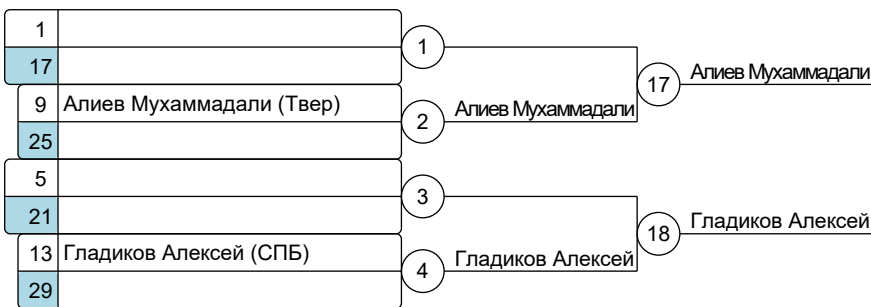 1
1
17
17 Алиев Мухаммадали
9 Алиев Мухаммадали (Твер)
2 Алиев Мухаммадали
25
5
3
21
18 Гладиков Алексей
13 Гладиков Алексей (СПБ)
4 Гладиков Алексей
29